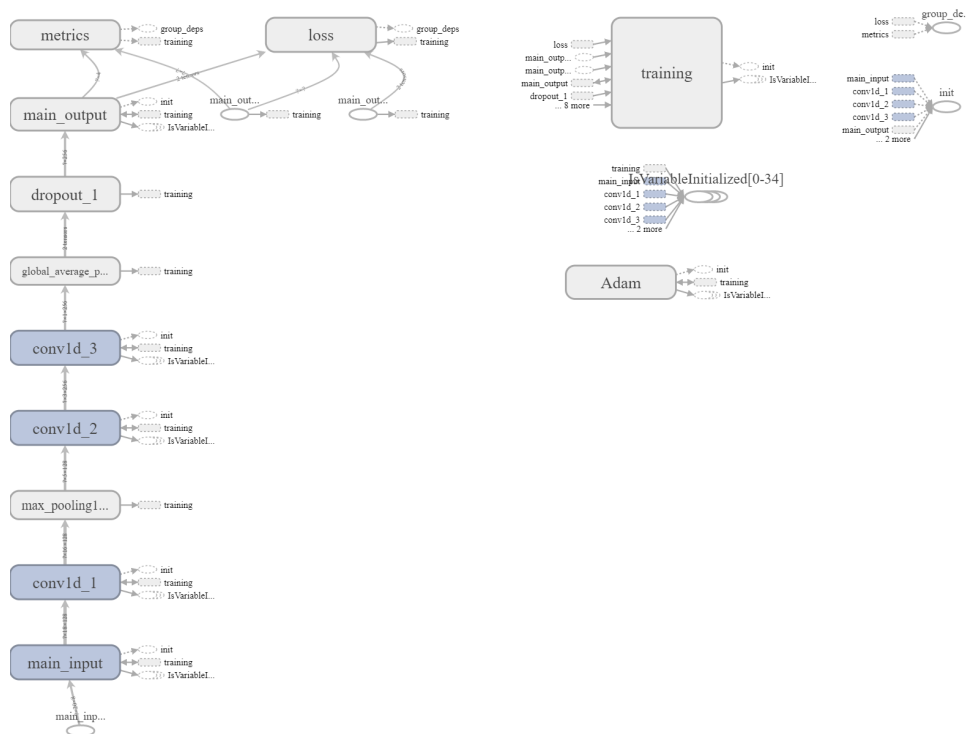 metrics
group_deps
training
loss
group_deps
training
main_output
init
training
IsVariableI...
main_out...
training
main_out...
training
dropout_1
training
global_average_p...
training
conv1d_3
init
training
IsVariableI...
conv1d_2
init
training
IsVariableI...
max_pooling1...
training
conv1d_1
init
training
IsVariableI...
main_input
init
training
IsVariableI...
main_inp...
loss
main_outp...
main_outp...
main_output
dropout_1
... 8 more
training
init
IsVariableI...
training
main_input
conv1d_1
conv1d_2
conv1d_3
... 2 more
IsVariableInitialized[0-34]
Adam
init
training
IsVariableI...
loss
metrics
group_de.
main_input
conv1d_1
conv1d_2
conv1d_3
main_output
... 2 more
init